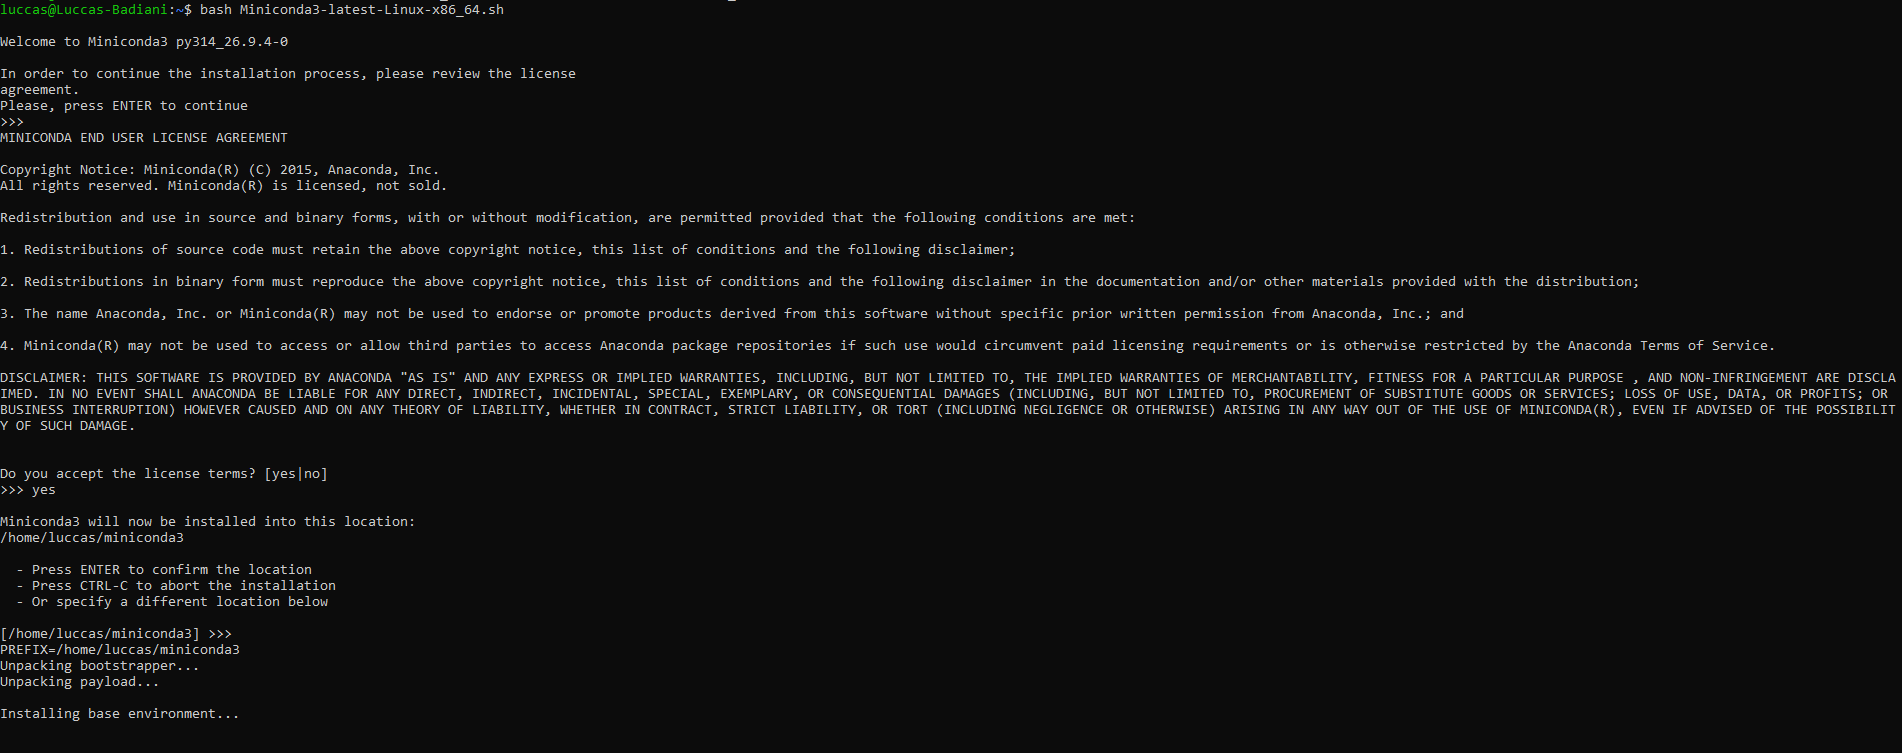 luccas@Luccas-Badiani:~$ bash Miniconda3-latest-Linux-x86_64.sh
Welcome to Miniconda3 py314_26.9.4-0
In order to continue the installation process, please review the license
agreement.
Please, press ENTER to continue
>>>
MINICONDA END USER LICENSE AGREEMENT
Copyright Notice: Miniconda(R) (C) 2015, Anaconda, Inc.
All rights reserved. Miniconda(R) is licensed, not sold.
Redistribution and use in source and binary forms, with or without modification, are permitted provided that the following conditions are met:
1. Redistributions of source code must retain the above copyright notice, this list of conditions and the following disclaimer;
2. Redistributions in binary form must reproduce the above copyright notice, this list of conditions and the following disclaimer in the documentation and/or other materials provided with the distribution;
3. The name Anaconda, Inc. or Miniconda(R) may not be used to endorse or promote products derived from this software without specific prior written permission from Anaconda, Inc.; and
4. Miniconda(R) may not be used to access or allow third parties to access Anaconda package repositories if such use would circumvent paid licensing requirements or is otherwise restricted by the Anaconda Terms of Service.
DISCLAIMER: THIS SOFTWARE IS PROVIDED BY ANACONDA "AS IS" AND ANY EXPRESS OR IMPLIED WARRANTIES, INCLUDING, BUT NOT LIMITED TO, THE IMPLIED WARRANTIES OF MERCHANTABILITY, FITNESS FOR A PARTICULAR PURPOSE , AND NON-INFRINGEMENT ARE DISCLA
IMED. IN NO EVENT SHALL ANACONDA BE LIABLE FOR ANY DIRECT, INDIRECT, INCIDENTAL, SPECIAL, EXEMPLARY, OR CONSEQUENTIAL DAMAGES (INCLUDING, BUT NOT LIMITED TO, PROCUREMENT OF SUBSTITUTE GOODS OR SERVICES; LOSS OF USE, DATA, OR PROFITS; OR
BUSINESS INTERRUPTION) HOWEVER CAUSED AND ON ANY THEORY OF LIABILITY, WHETHER IN CONTRACT, STRICT LIABILITY, OR TORT (INCLUDING NEGLIGENCE OR OTHERWISE) ARISING IN ANY WAY OUT OF THE USE OF MINICONDA(R), EVEN IF ADVISED OF THE POSSIBILIT
Y OF SUCH DAMAGE.
Do you accept the license terms? [yes|no]
>>> yes
Miniconda3 will now be installed into this location:
/home/luccas/miniconda3
- Press ENTER to confirm the location
- Press CTRL-C to abort the installation
- Or specify a different location below
[/home/luccas/miniconda3] >>>
PREFIX=/home/luccas/miniconda3
Unpacking bootstrapper...
Unpacking payload...
Installing base environment...